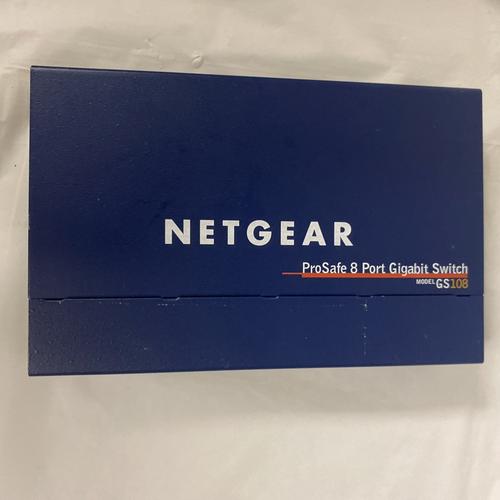 NETGEAR
ProSafe 8 Port Gigabit Switch
MODEL GS108